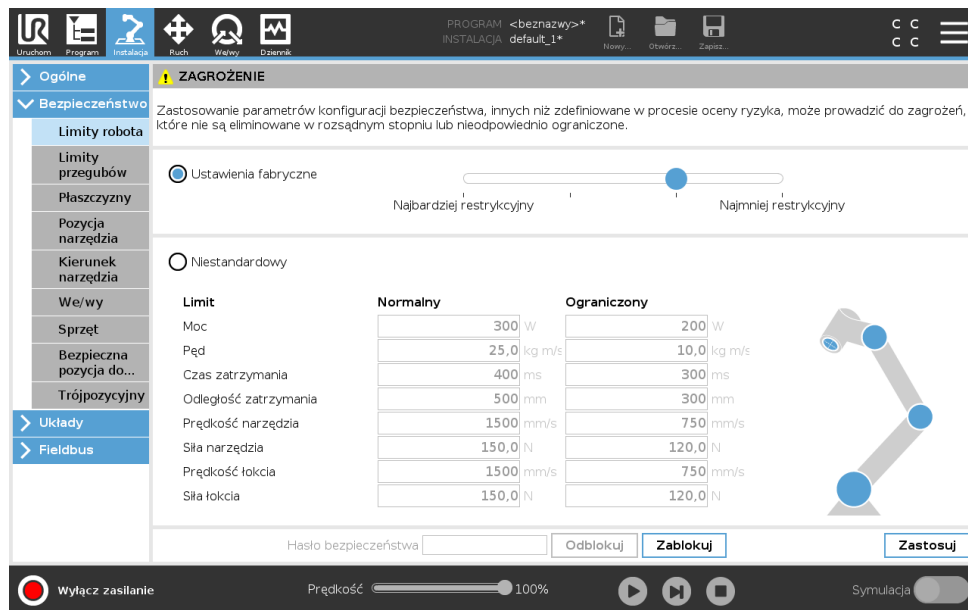 PROGRAM <beznazwy>*
INSTALACJA default_1*
Uruchom Program Instalacja Ruch We/wy Dziennik Nowy... Otwórz... Zapisz...
C C
C C
Ogólne
Bezpieczeństwo
Limity robota
Limity
przegubów
Płaszczyzny
Pozycja
narzędzia
Kierunek
narzędzia
We/wy
Sprzęt
Bezpieczna
pozycja do...
Trójpozycyjny
Układy
Fieldbus
ZAGROŻENIE
Zastosowanie parametrów konfiguracji bezpieczeństwa, innych niż zdefiniowane w procesie oceny ryzyka, może prowadzić do zagrożeń,
które nie są eliminowane w rozsądnym stopniu lub nieodpowiednio ograniczone.
Ustawienia fabryczne
Najbardziej restrykcyjny Najmniej restrykcyjny
Niestandardowy
Limit Normalny Ograniczony
Moc 300 W 200 W
Pęd 25,0 kg m/s 10,0 kg m/s
Czas zatrzymania 400 ms 300 ms
Odległość zatrzymania 500 mm 300 mm
Prędkość narzędzia 1500 mm/s 750 mm/s
Siła narzędzia 150,0 N 120,0 N
Prędkość łokcia 1500 mm/s 750 mm/s
Siła łokcia 150,0 N 120,0 N
Hasło bezpieczeństwa Odblokuj Zablokuj Zastosuj
Wyłącz zasilanie Prędkość 100% Symulacja